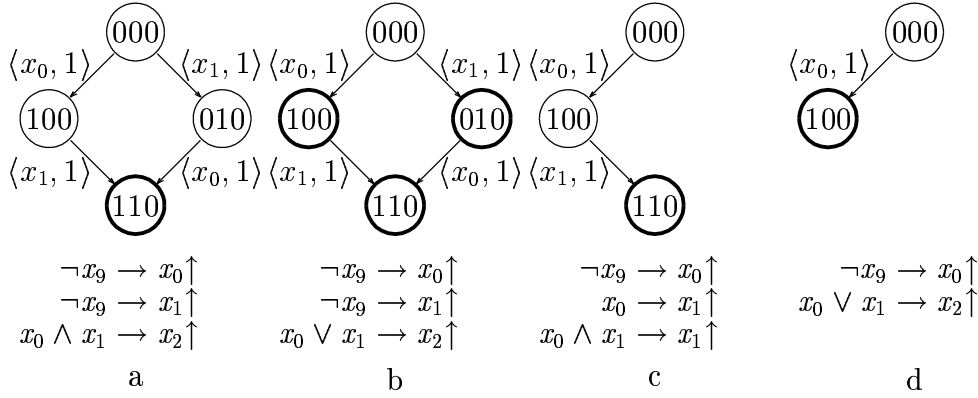 000 000 000 000
⟨x₀, 1⟩ ⟨x₁, 1⟩ ⟨x₀, 1⟩ ⟨x₁, 1⟩ ⟨x₀, 1⟩ ⟨x₀, 1⟩
100 010 100 010 100 100
⟨x₁, 1⟩ ⟨x₀, 1⟩ ⟨x₁, 1⟩ ⟨x₀, 1⟩ ⟨x₁, 1⟩
110 110 110
¬x₉ → x₀↑ ¬x₉ → x₀↑ ¬x₉ → x₀↑ ¬x₉ → x₀↑
¬x₉ → x₁↑ ¬x₉ → x₁↑ x₀ → x₁↑ x₀ ∨ x₁ → x₂↑
x₀ ∧ x₁ → x₂↑ x₀ ∨ x₁ → x₂↑ x₀ ∧ x₁ → x₁↑
a b c d